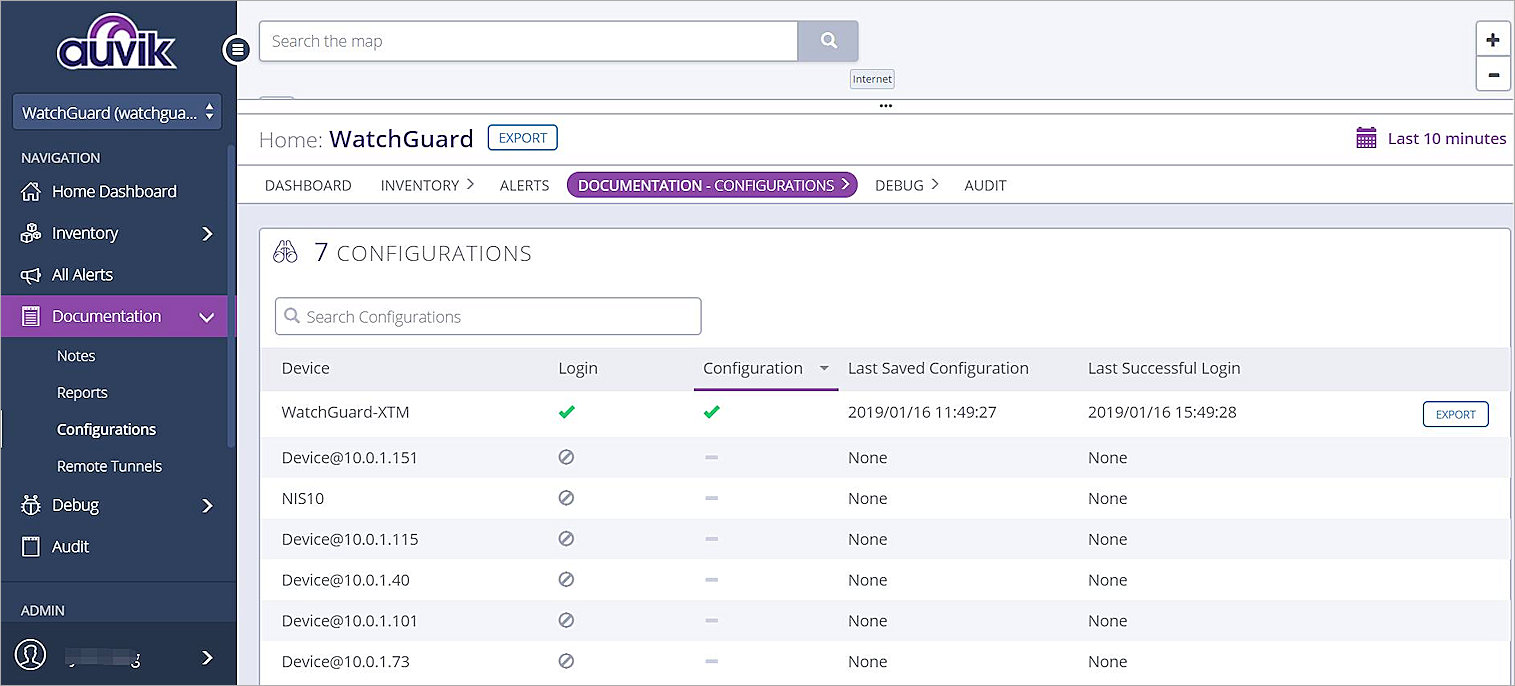 auvik
WatchGuard (watchgua...
NAVIGATION
Home Dashboard
Inventory
All Alerts
Documentation
Notes
Reports
Configurations
Remote Tunnels
Debug
Audit
ADMIN
Search the map
Internet
Home: WatchGuard EXPORT Last 10 minutes
DASHBOARD INVENTORY ALERTS DOCUMENTATION - CONFIGURATIONS DEBUG AUDIT
7 CONFIGURATIONS
Search Configurations
Device Login Configuration Last Saved Configuration Last Successful Login
WatchGuard-XTM 2019/01/16 11:49:27 2019/01/16 15:49:28 EXPORT
Device@10.0.1.151 None None
NIS10 None None
Device@10.0.1.115 None None
Device@10.0.1.40 None None
Device@10.0.1.101 None None
Device@10.0.1.73 None None